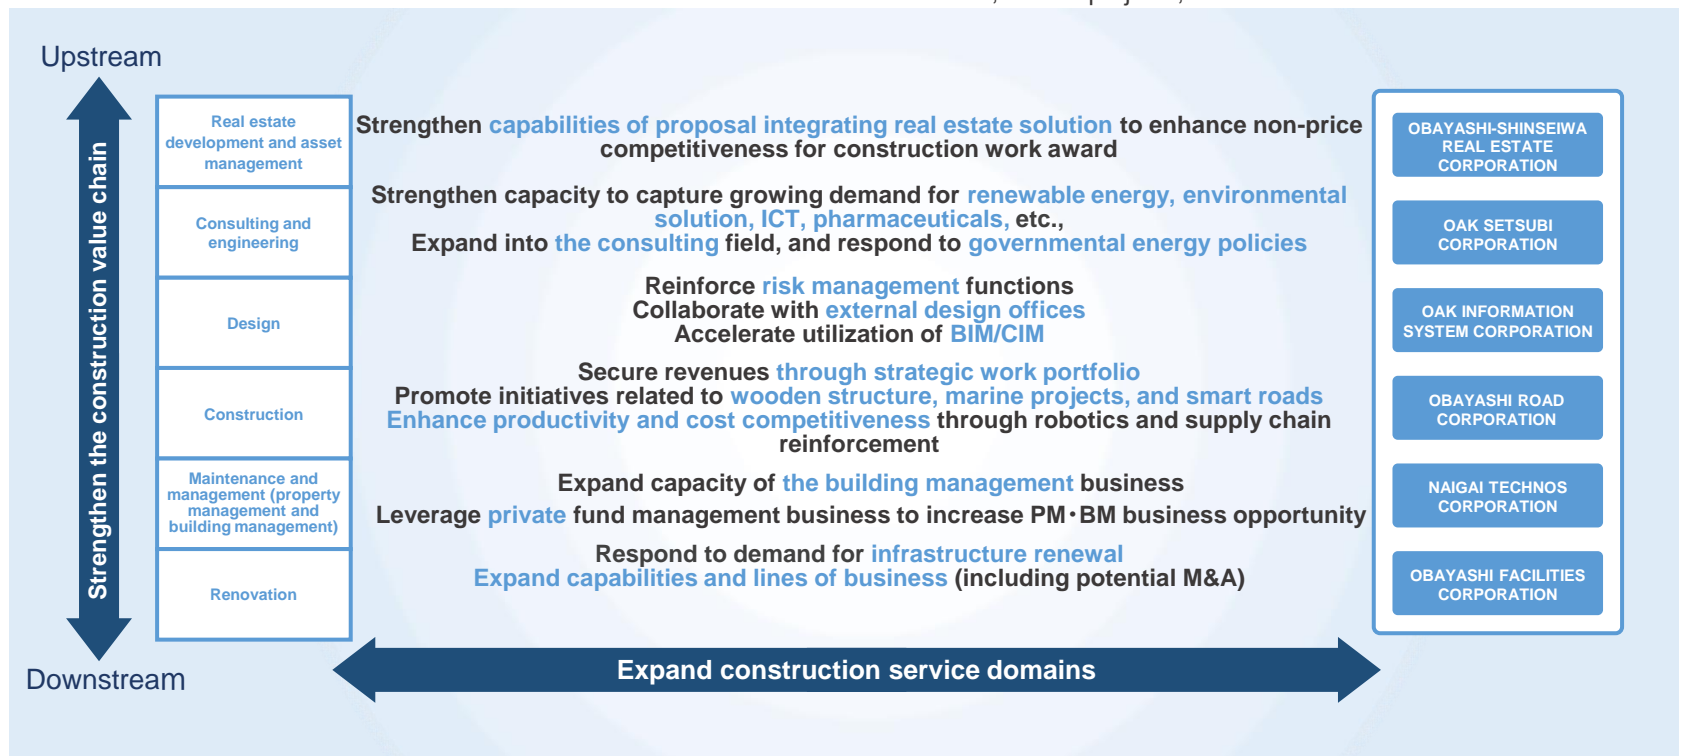 Upstream
Strengthen the construction value chain
Downstream
Real estate
development and asset
management
Strengthen capabilities of proposal integrating real estate solution to enhance non-price
competitiveness for construction work award
Consulting and
engineering
Strengthen capacity to capture growing demand for renewable energy, environmental
solution, ICT, pharmaceuticals, etc.,
Expand into the consulting field, and respond to governmental energy policies
Design
Reinforce risk management functions
Collaborate with external design offices
Accelerate utilization of BIM/CIM
Construction
Secure revenues through strategic work portfolio
Promote initiatives related to wooden structure, marine projects, and smart roads
Enhance productivity and cost competitiveness through robotics and supply chain
reinforcement
Maintenance and
management (property
management and
building management)
Expand capacity of the building management business
Leverage private fund management business to increase PM・BM business opportunity
Renovation
Respond to demand for infrastructure renewal
Expand capabilities and lines of business (including potential M&A)
OBAYASHI-SHINSEIWA
REAL ESTATE
CORPORATION
OAK SETSUBI
CORPORATION
OAK INFORMATION
SYSTEM CORPORATION
OBAYASHI ROAD
CORPORATION
NAIGAI TECHNOS
CORPORATION
OBAYASHI FACILITIES
CORPORATION
Expand construction service domains